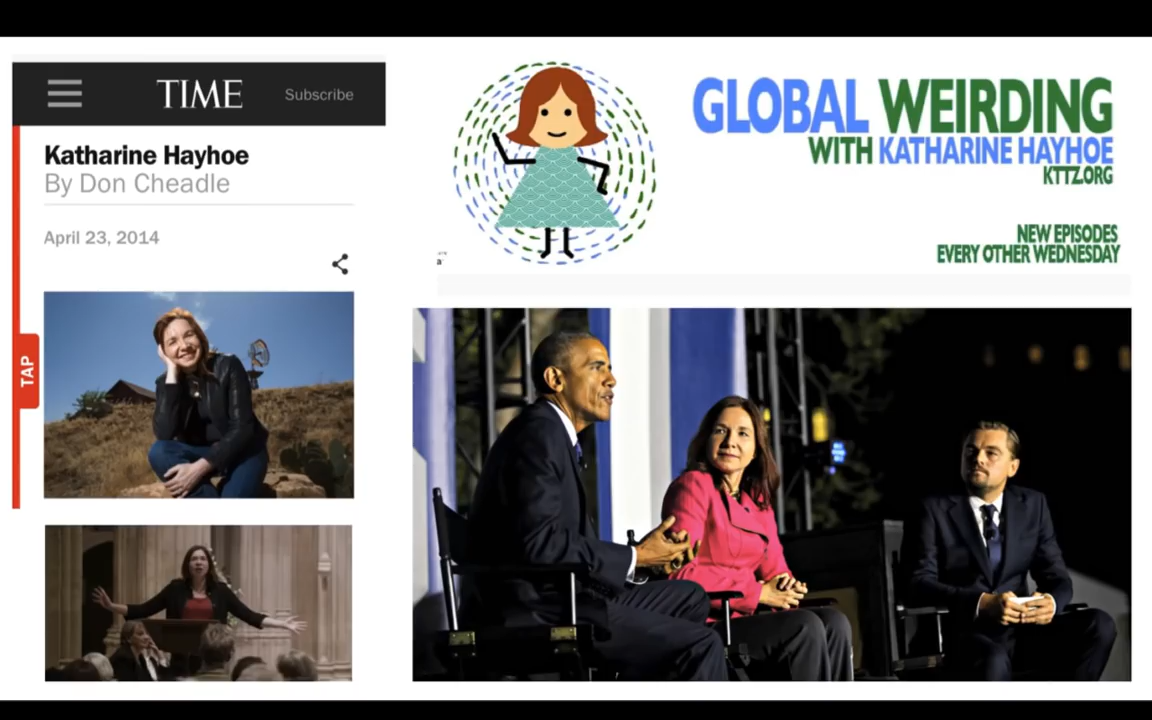 TIME
Subscribe
Katharine Hayhoe
By Don Cheadle
April 23, 2014
TAP
GLOBAL WEIRDING
WITH KATHARINE HAYHOE
KTTZ.ORG
NEW EPISODES
EVERY OTHER WEDNESDAY